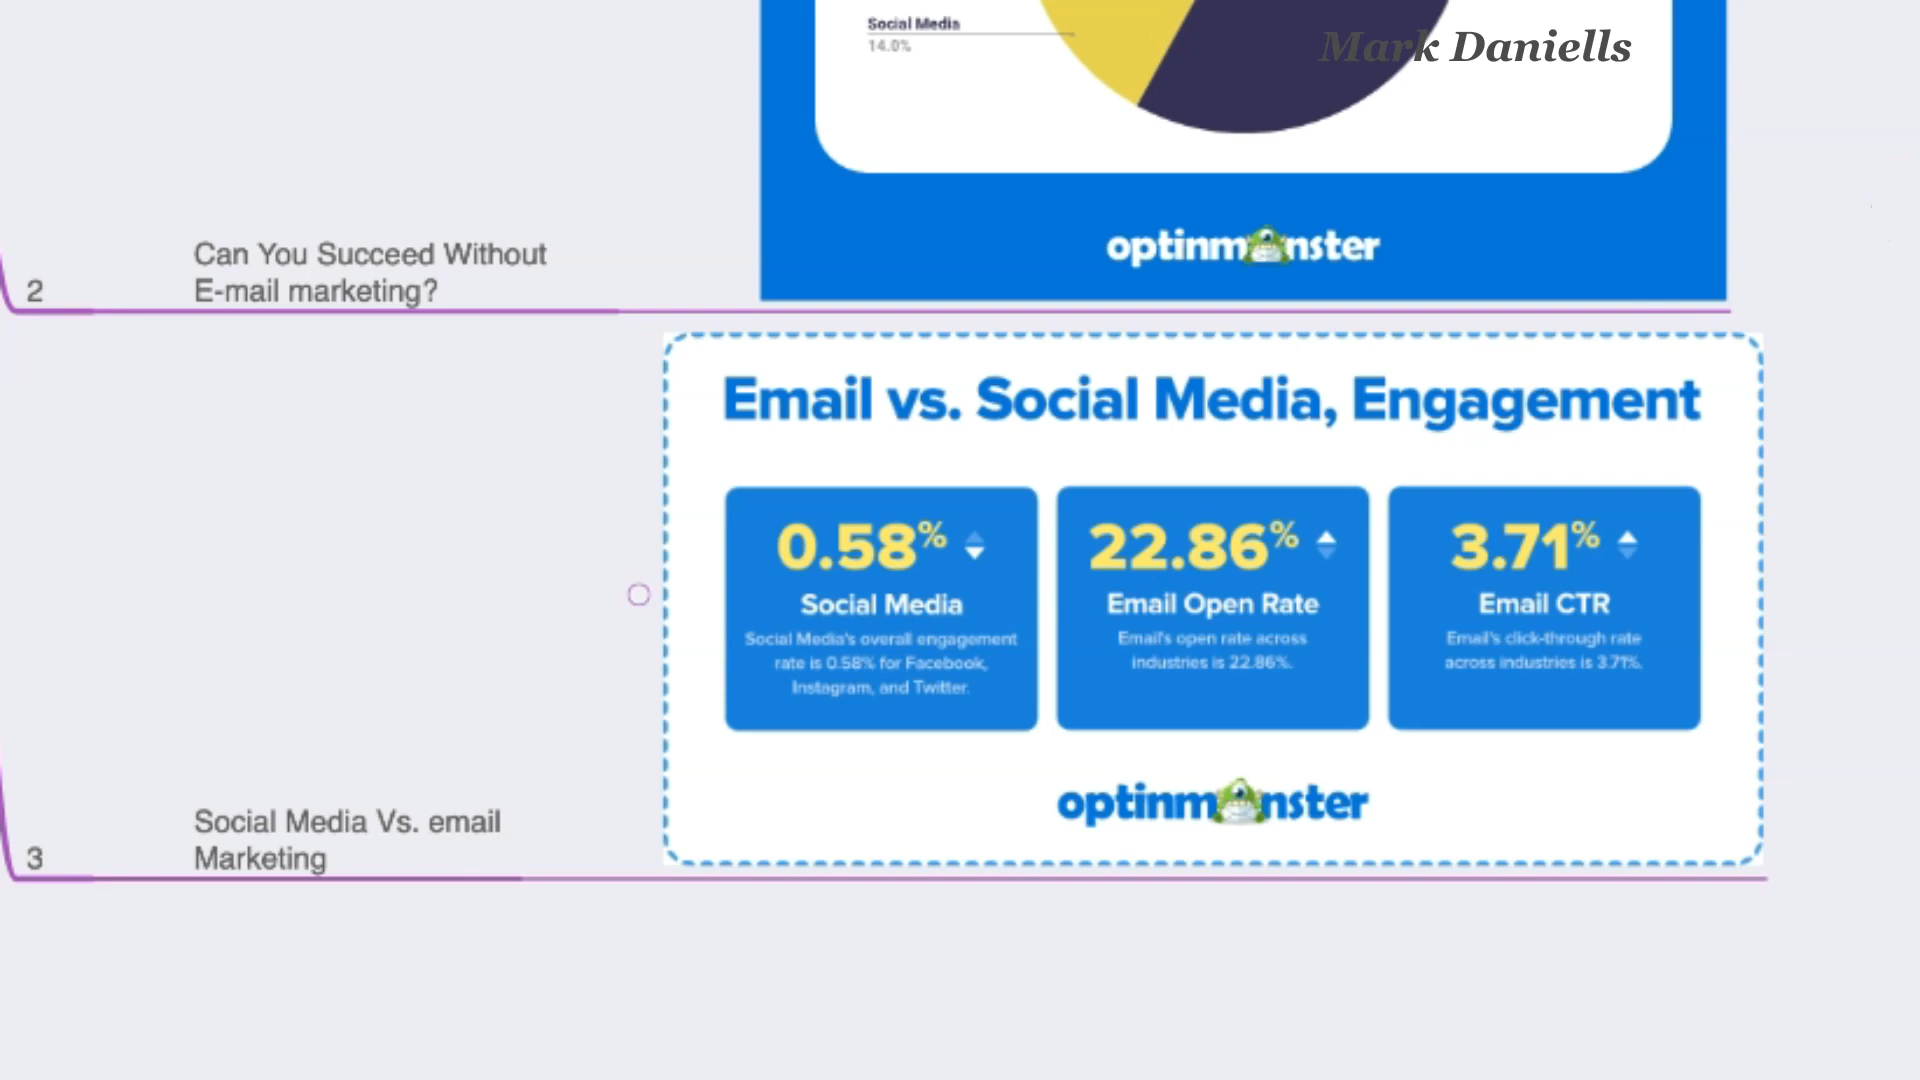 Social Media
14.0%
Mark Daniells
optinmonster
2
Can You Succeed Without
E-mail marketing?
Email vs. Social Media, Engagement
0.58%
Social Media
Social Media's overall engagement
rate is 0.58% for Facebook,
Instagram, and Twitter.
22.86%
Email Open Rate
Email's open rate across
industries is 22.86%.
3.71%
Email CTR
Email's click-through rate
across industries is 3.71%.
optinmonster
3
Social Media Vs. email
Marketing